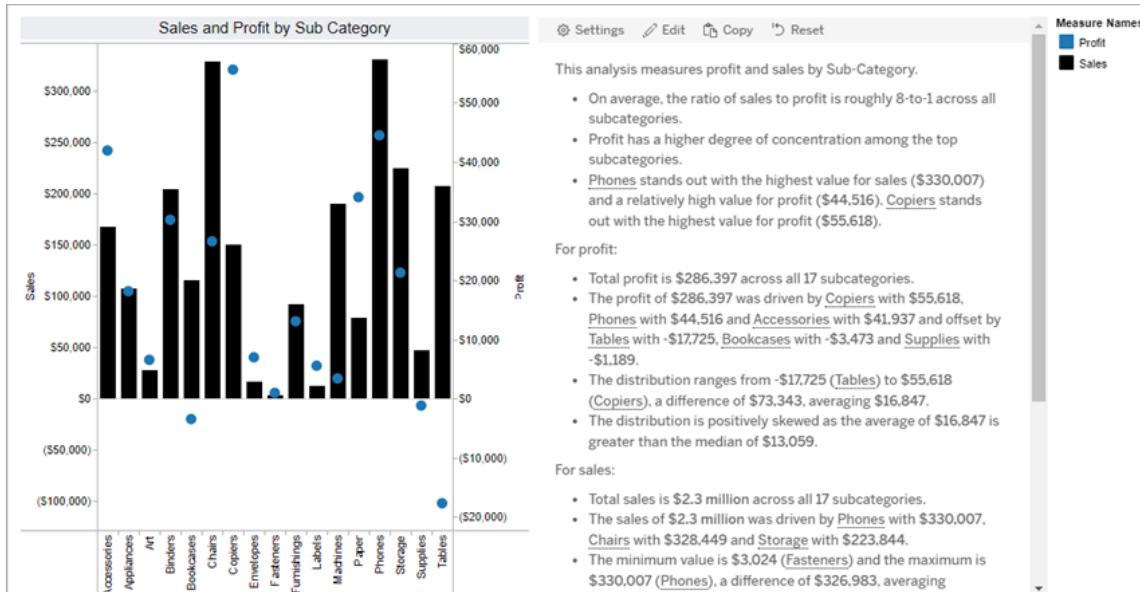 Sales and Profit by Sub Category
$300,000
$250,000
$200,000
$150,000
$100,000
$50,000
$0
($50,000)
($100,000)
Sales
$60,000
$50,000
$40,000
$30,000
$20,000
$10,000
$0
($10,000)
($20,000)
Profit
Accessories
Appliances
Art
Binders
Bookcases
Chairs
Copiers
Envelopes
Fasteners
Furnishings
Labels
Machines
Paper
Phones
Storage
Supplies
Tables
Settings Edit Copy Reset
This analysis measures profit and sales by Sub-Category.
• On average, the ratio of sales to profit is roughly 8-to-1 across all
subcategories.
• Profit has a higher degree of concentration among the top
subcategories.
• Phones stands out with the highest value for sales ($330,007)
and a relatively high value for profit ($44,516). Copiers stands
out with the highest value for profit ($55,618).
For profit:
• Total profit is $286,397 across all 17 subcategories.
• The profit of $286,397 was driven by Copiers with $55,618,
Phones with $44,516 and Accessories with $41,937 and offset by
Tables with -$17,725, Bookcases with -$3,473 and Supplies with
-$1,189.
• The distribution ranges from -$17,725 (Tables) to $55,618
(Copiers), a difference of $73,343, averaging $16,847.
• The distribution is positively skewed as the average of $16,847 is
greater than the median of $13,059.
For sales:
• Total sales is $2.3 million across all 17 subcategories.
• The sales of $2.3 million was driven by Phones with $330,007,
Chairs with $328,449 and Storage with $223,844.
• The minimum value is $3,024 (Fasteners) and the maximum is
$330,007 (Phones), a difference of $326,983, averaging
Measure Names
Profit
Sales